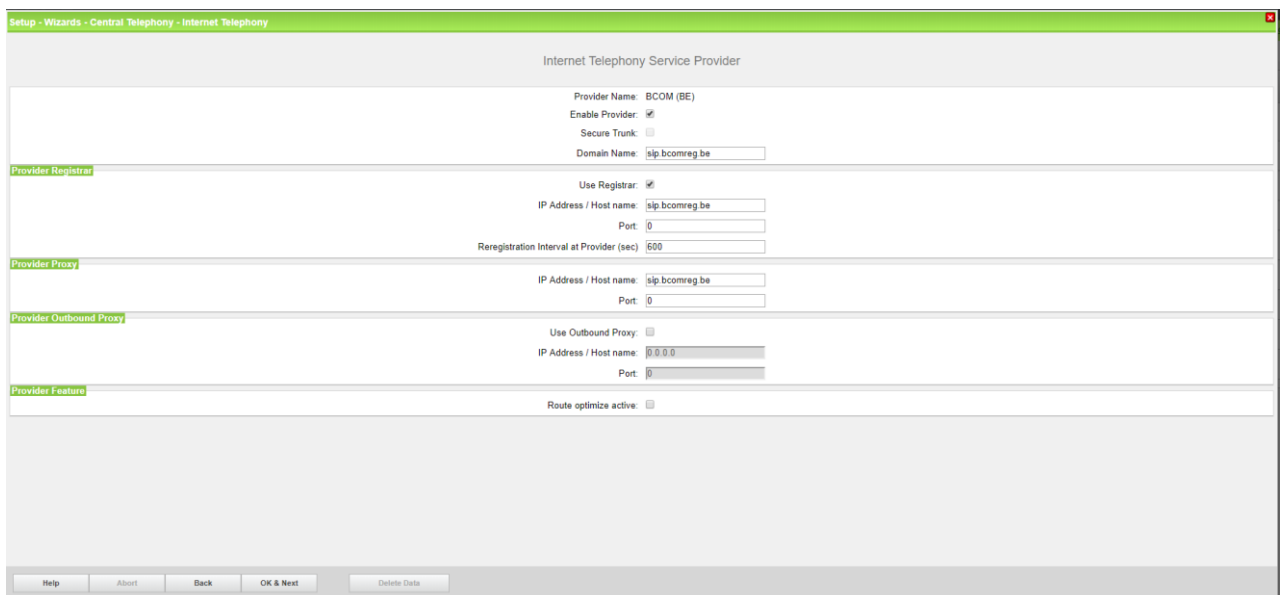 Setup - Wizards - Central Telephony - Internet Telephony
Internet Telephony Service Provider
Provider Name: BCOM (BE)
Enable Provider:
Secure Trunk:
Domain Name: sip.bcomreg.be
Provider Registrar
Use Registrar:
IP Address / Host name: sip.bcomreg.be
Port: 0
Reregistration Interval at Provider (sec) 600
Provider Proxy
IP Address / Host name: sip.bcomreg.be
Port: 0
Provider Outbound Proxy
Use Outbound Proxy:
IP Address / Host name: 0.0.0.0
Port: 0
Provider Feature
Route optimize active:
Help Abort Back OK & Next Delete Data